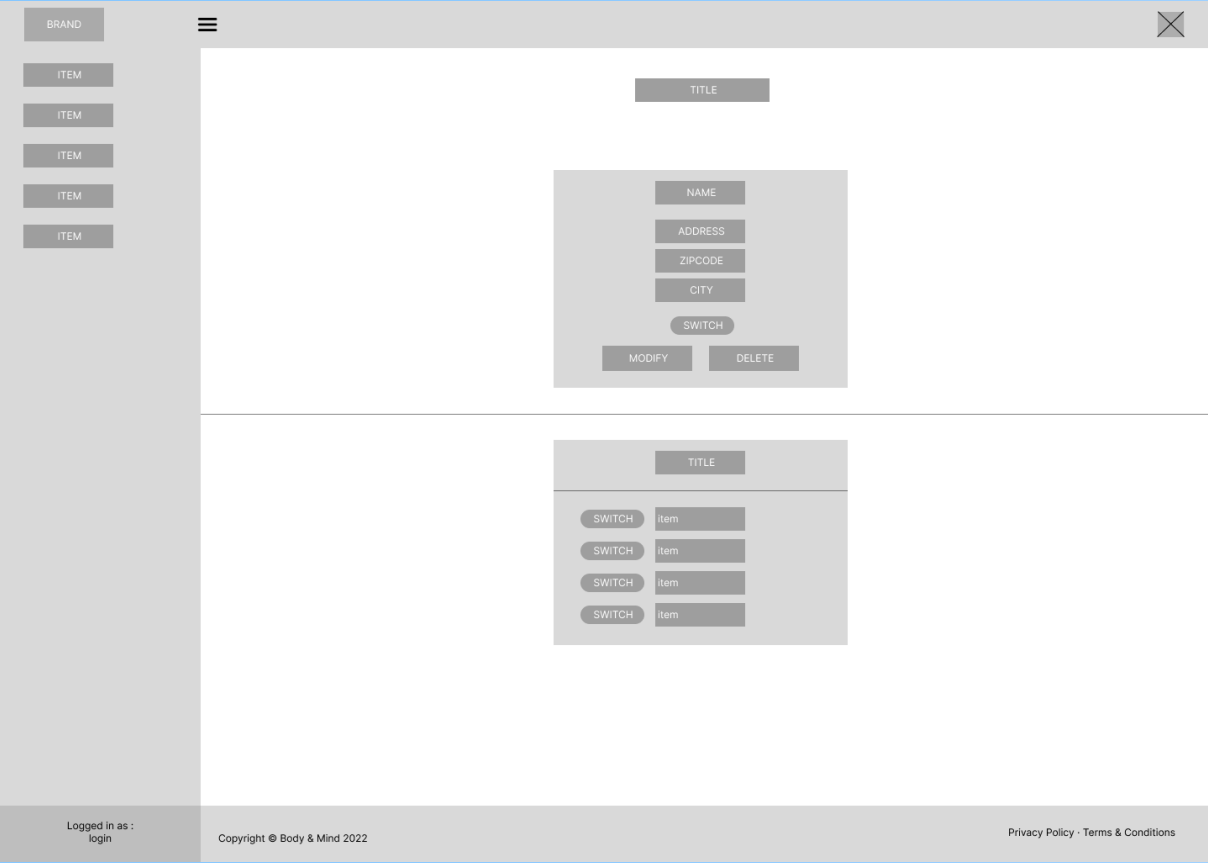 BRAND
ITEM
ITEM
ITEM
ITEM
ITEM
TITLE
NAME
ADDRESS
ZIPCODE
CITY
SWITCH
MODIFY DELETE
TITLE
SWITCH item
SWITCH item
SWITCH item
SWITCH item
Logged in as :
login
Copyright © Body & Mind 2022
Privacy Policy · Terms & Conditions